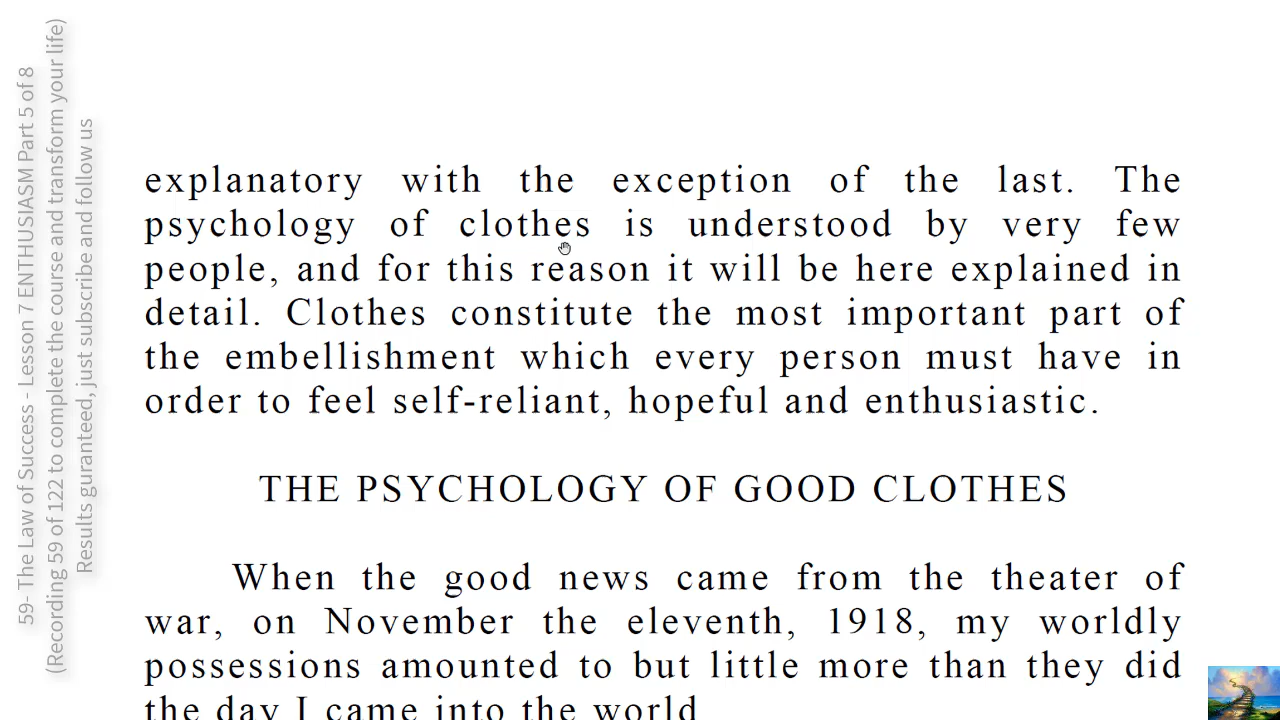 59- The Law of Success - Lesson 7 ENTHUSIASM Part 5 of 8
(Recording 59 of 122 to complete the course and transform your life)
Results guranteed, just subscribe and follow us
explanatory with the exception of the last. The
psychology of clothes is understood by very few
people, and for this reason it will be here explained in
detail. Clothes constitute the most important part of
the embellishment which every person must have in
order to feel self-reliant, hopeful and enthusiastic.
THE PSYCHOLOGY OF GOOD CLOTHES
When the good news came from the theater of
war, on November the eleventh, 1918, my worldly
possessions amounted to but little more than they did
the day I came into the world